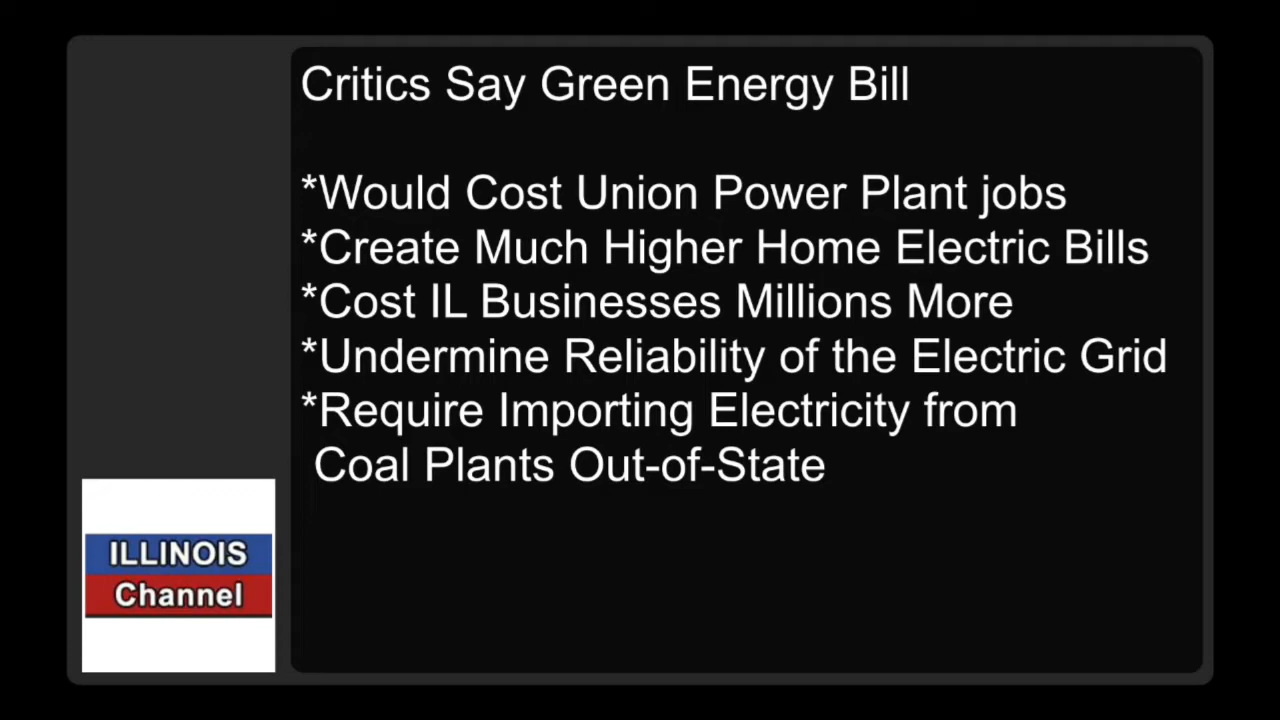 Critics Say Green Energy Bill
*Would Cost Union Power Plant jobs
*Create Much Higher Home Electric Bills
*Cost IL Businesses Millions More
*Undermine Reliability of the Electric Grid
*Require Importing Electricity from
Coal Plants Out-of-State
ILLINOIS
Channel